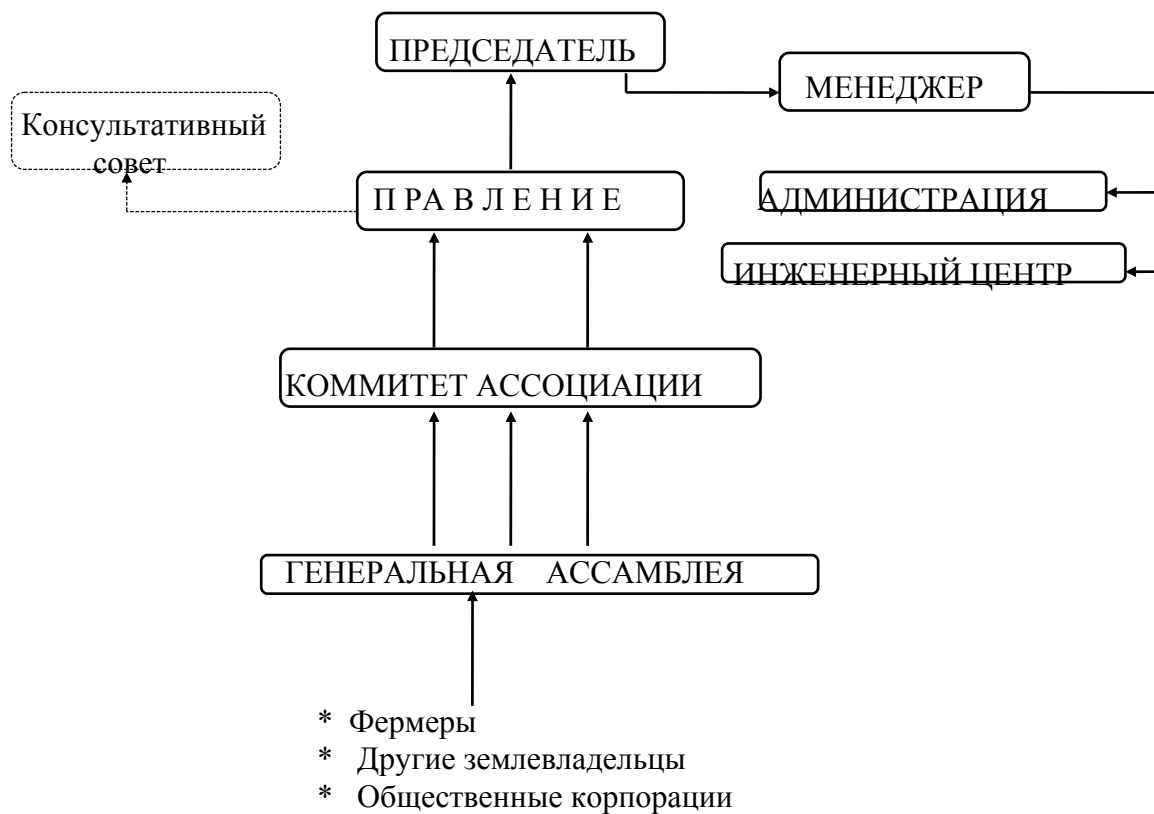 ПРЕДСЕДАТЕЛЬ
МЕНЕДЖЕР
Консультативный
совет
П Р А В Л Е Н И Е
АДМИНИСТРАЦИЯ
ИНЖЕНЕРНЫЙ ЦЕНТР
КОММИТЕТ АССОЦИАЦИИ
ГЕНЕРАЛЬНАЯ АССАМБЛЕЯ
* Фермеры
* Другие землевладельцы
* Общественные корпорации